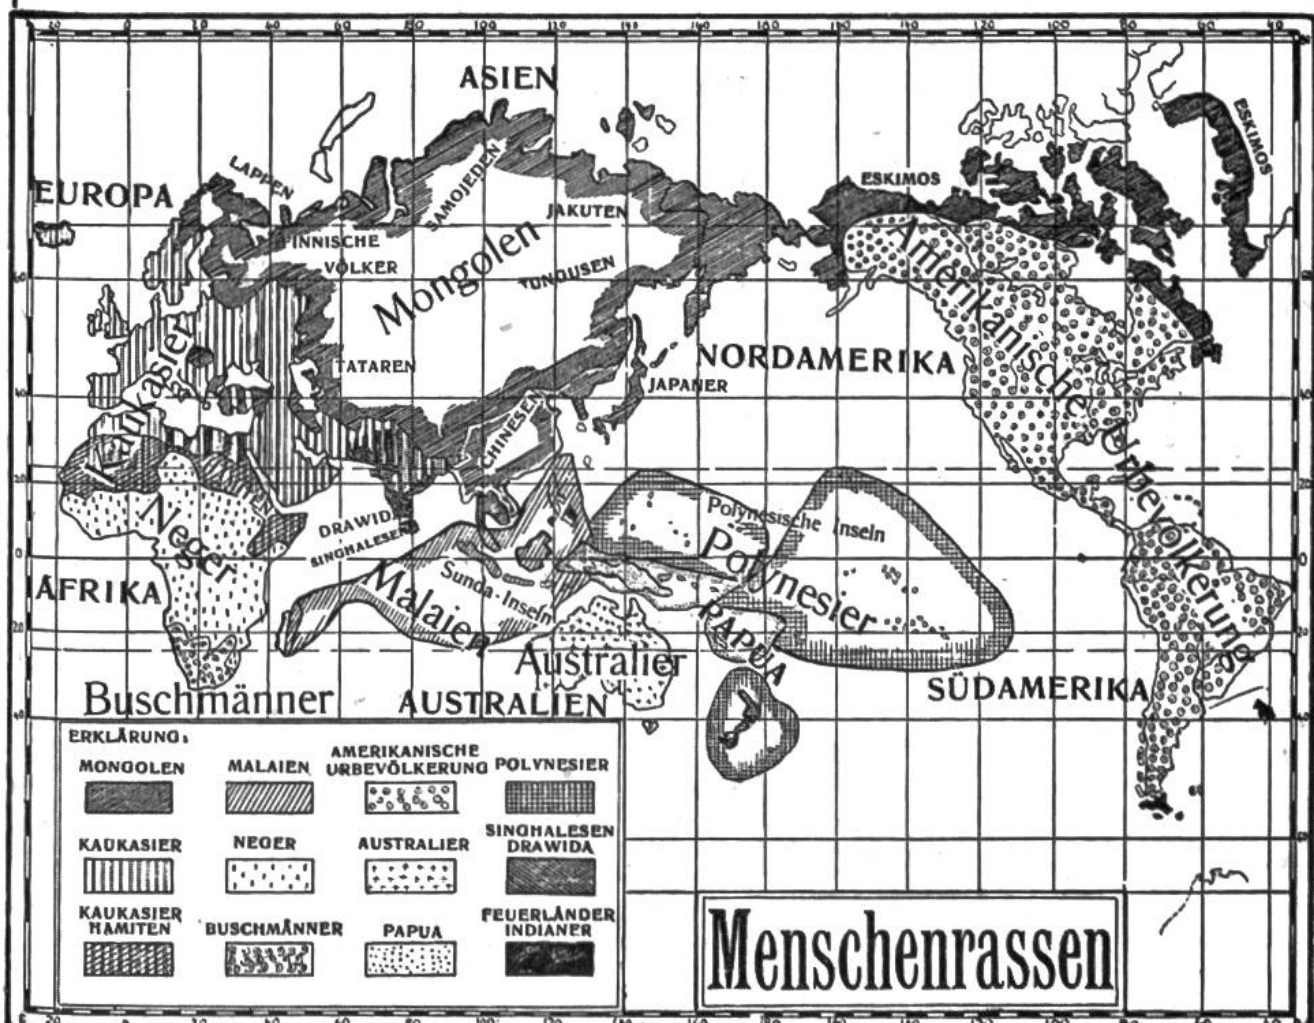 ASIEN
EUROPA
LAPPEN
SAMOJEDEN
JAKUTEN
FINNISCHE
VÖLKER
Mongolen
TUNGUSEN
TATAREN
JAPANER
CHINESEN
Kaukasier
ESKIMOS
ESKIMOS
NORDAMERIKA
Amerikanische Urbevölkerung
DRAWIDA
SINGHALESEN
Neger
AFRIKA
Malaien
Sunda-Inseln
Polynesische Inseln
Polynesier
PAPUA
Australier
Buschmänner
AUSTRALIEN
SÜDAMERIKA
ERKLÄRUNG:
MONGOLEN
MALAIEN
AMERIKANISCHE
URBEVÖLKERUNG
POLYNESIER
KAUKASIER
NEGER
AUSTRALIER
SINGHALESEN
DRAWIDA
KAUKASIER
HAMITEN
BUSCHMÄNNER
PAPUA
FEUERLÄNDER
INDIANER
Menschenrassen